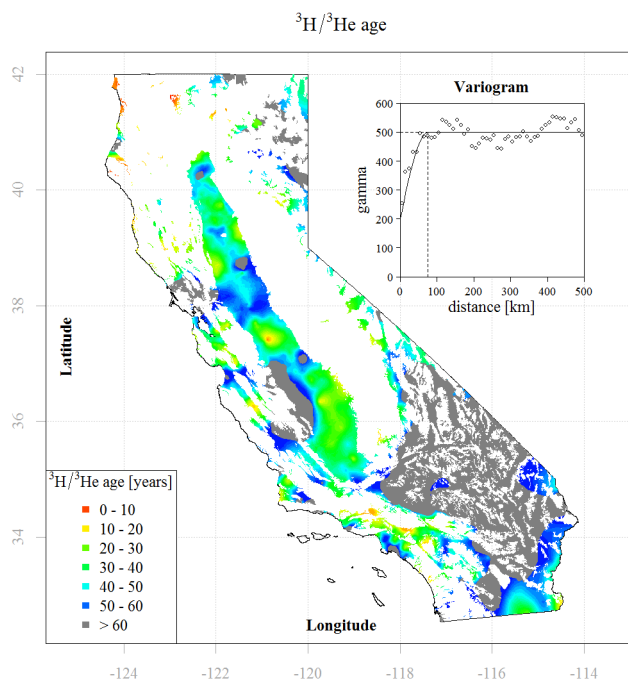 ³H/³He age
42
40
38
36
34
Latitude
Variogram
600
500
400
300
200
100
0
gamma
0 100 200 300 400 500
distance [km]
³H/³He age [years]
0 - 10
10 - 20
20 - 30
30 - 40
40 - 50
50 - 60
> 60
Longitude
-124 -122 -120 -118 -116 -114